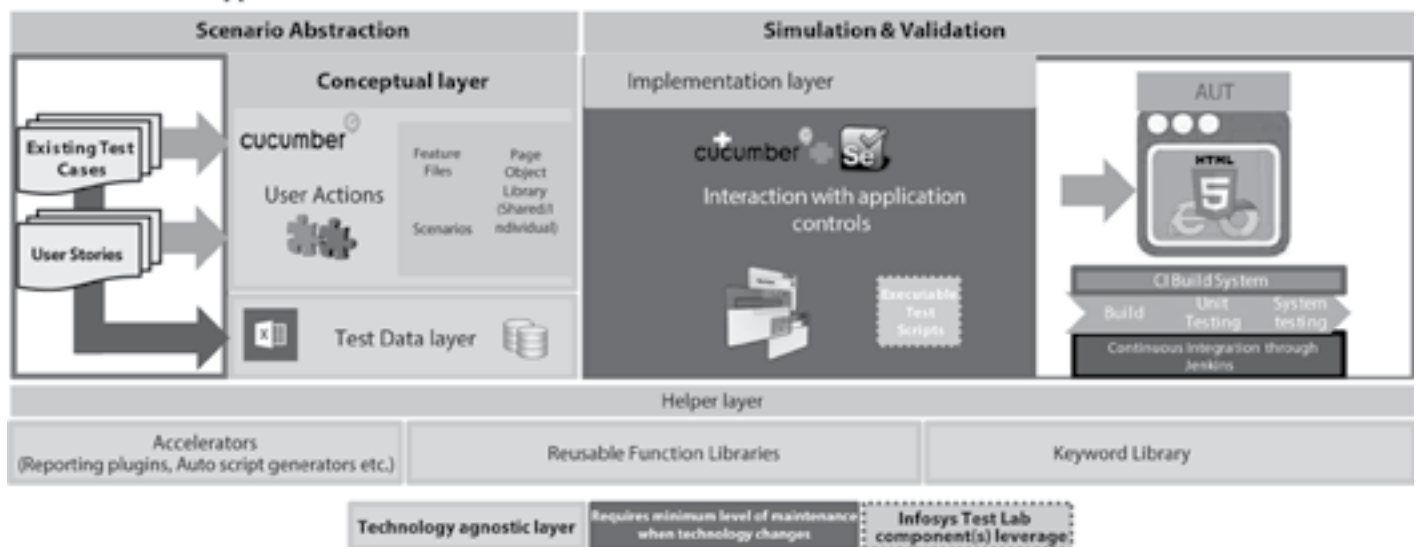 Scenario Abstraction
Simulation & Validation
Conceptual layer
Implementation layer
AUT
Existing Test
Cases
cucumber
User Actions
Feature
Files
Scenarios
Page
Object
Library
(Shared/I
ndividual)
User Stories
Test Data layer
cucumber
Se
Interaction with application
controls
Executable
Test
Scripts
HTML
5
CI Build System
Build
Unit
Testing
System
testing
Continuous Integration through
Jenkins
Helper layer
Accelerators
(Reporting plugins, Auto script generators etc.)
Reusable Function Libraries
Keyword Library
Technology agnostic layer
Requires minimum level of maintenance
when technology changes
Infosys Test Lab
component(s) leverage